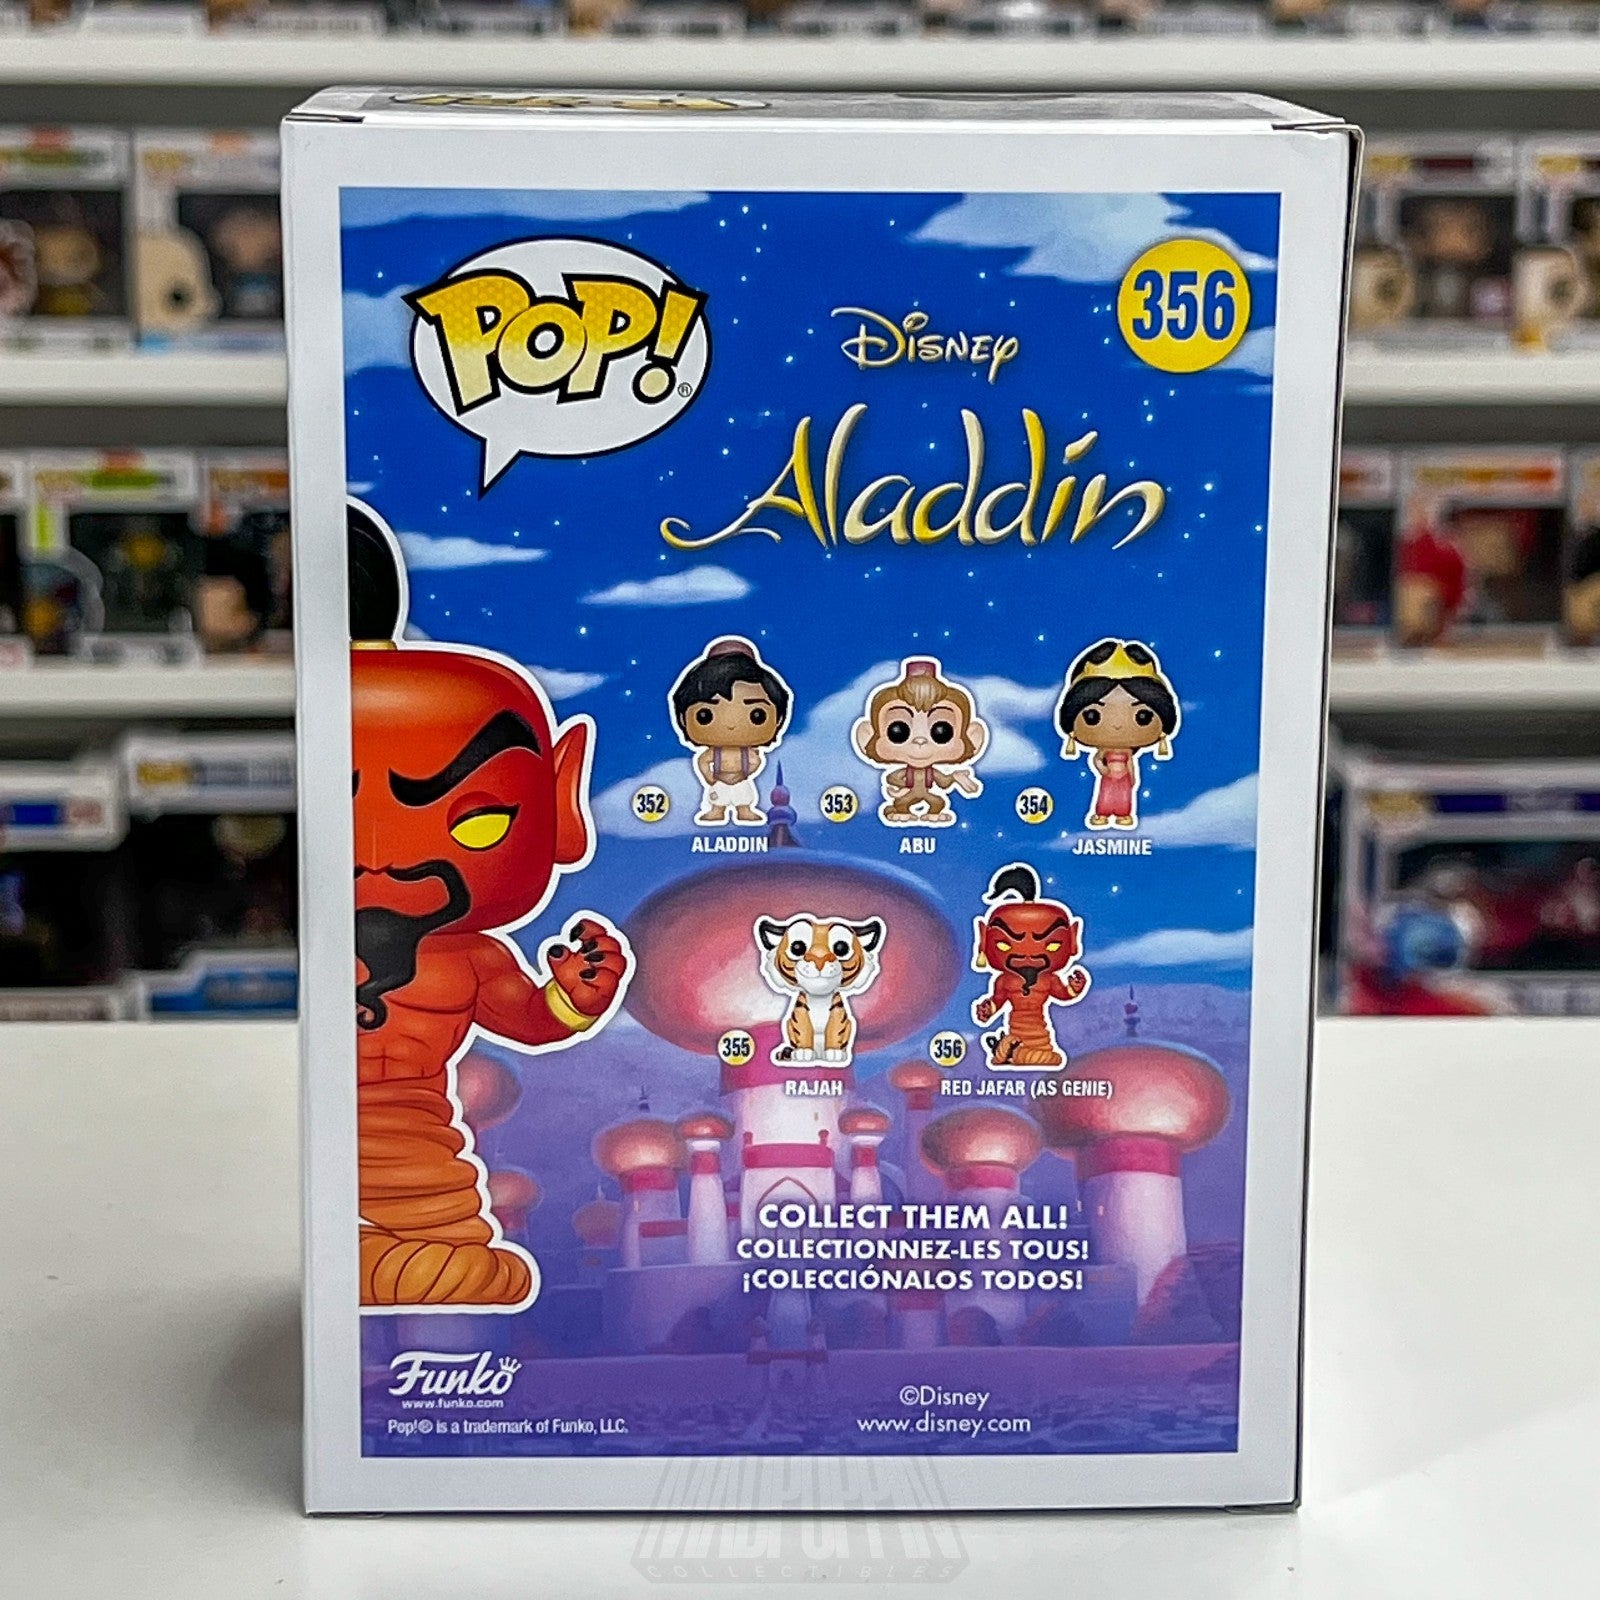 POP!®
356
Disney
Aladdin
352
ALADDIN
353
ABU
354
JASMINE
355
RAJAH
356
RED JAFAR (AS GENIE)
COLLECT THEM ALL!
COLLECTIONNEZ-LES TOUS!
¡COLECCIÓNALOS TODOS!
Funko
www.funko.com
Pop!® is a trademark of Funko, LLC.
©Disney
www.disney.com
COLLECTIBLES